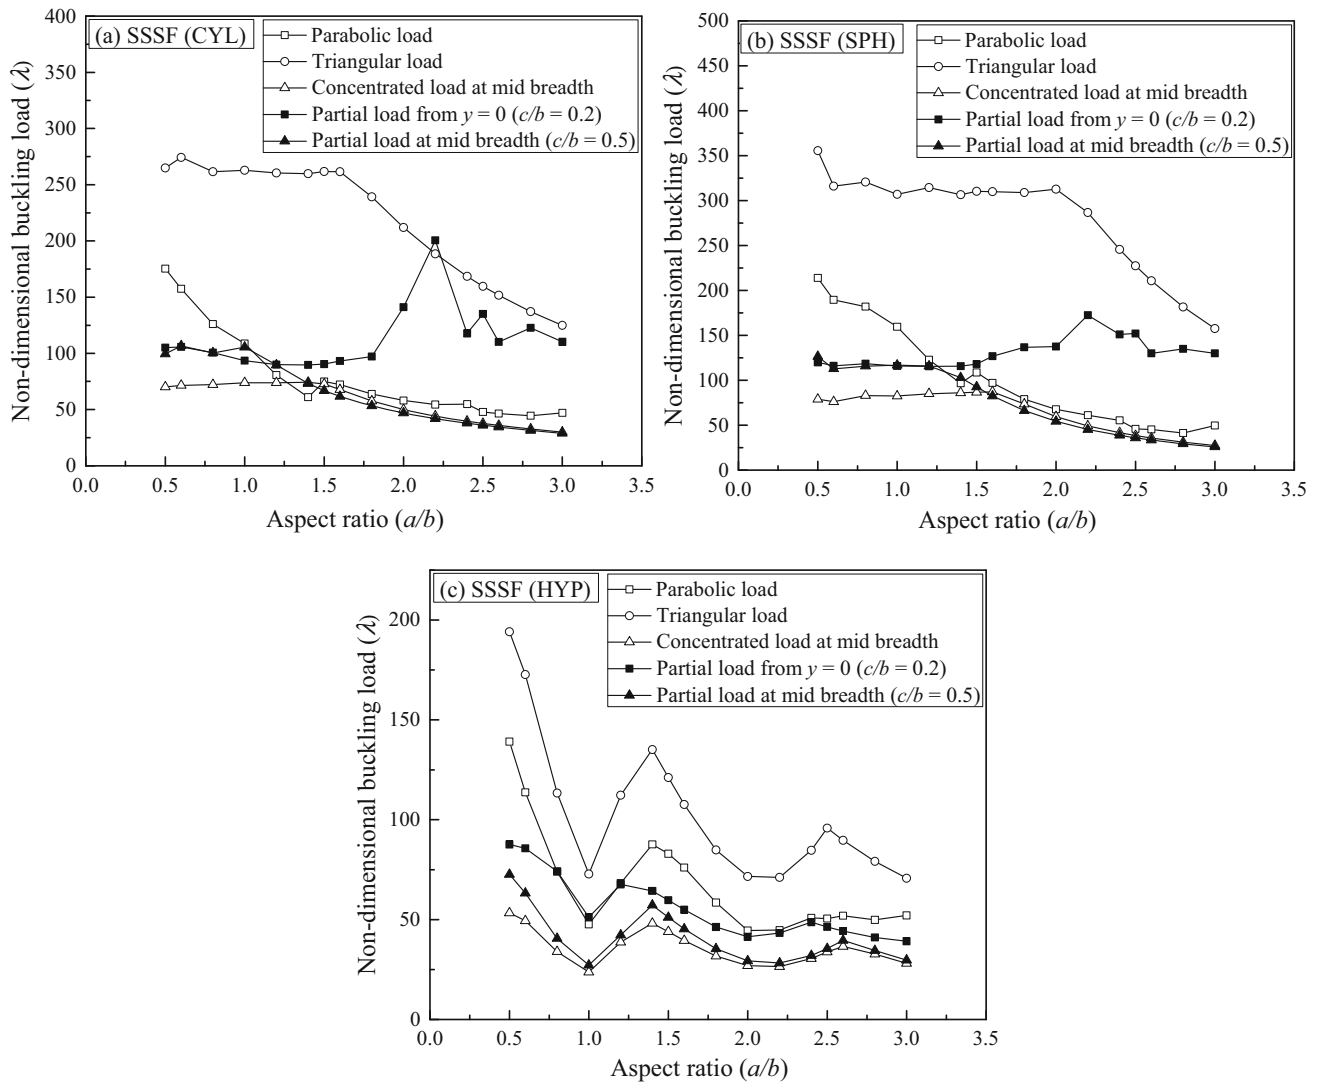 (a) SSSF (CYL)
Parabolic load
Triangular load
Concentrated load at mid breadth
Partial load from y = 0 (c/b = 0.2)
Partial load at mid breadth (c/b = 0.5)
Non-dimensional buckling load (λ)
400
350
300
250
200
150
100
50
0
0.0 0.5 1.0 1.5 2.0 2.5 3.0 3.5
Aspect ratio (a/b)
(b) SSSF (SPH)
Parabolic load
Triangular load
Concentrated load at mid breadth
Partial load from y = 0 (c/b = 0.2)
Partial load at mid breadth (c/b = 0.5)
Non-dimensional buckling load (λ)
500
450
400
350
300
250
200
150
100
50
0
0.0 0.5 1.0 1.5 2.0 2.5 3.0 3.5
Aspect ratio (a/b)
(c) SSSF (HYP)
Parabolic load
Triangular load
Concentrated load at mid breadth
Partial load from y = 0 (c/b = 0.2)
Partial load at mid breadth (c/b = 0.5)
Non-dimensional buckling load (λ)
200
150
100
50
0
0.0 0.5 1.0 1.5 2.0 2.5 3.0 3.5
Aspect ratio (a/b)